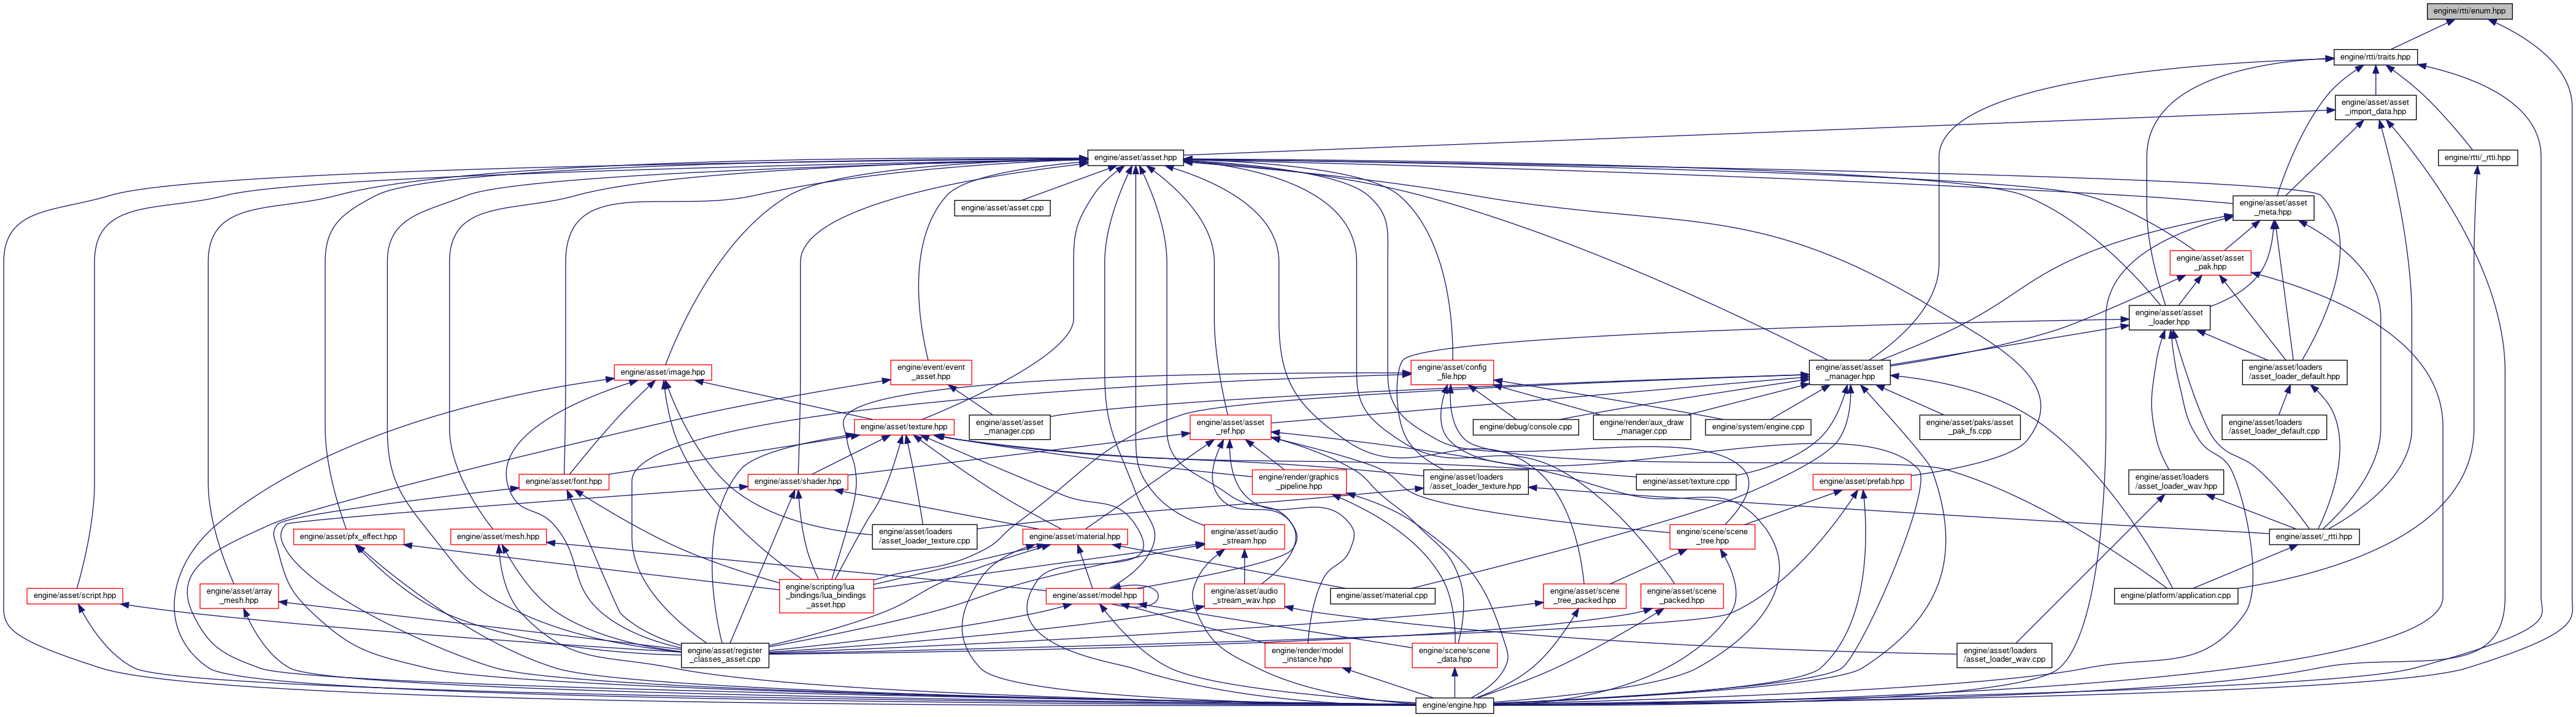 engine/rtti/enum.hpp
engine/rtti/traits.hpp
engine/asset/asset
_import_data.hpp
engine/asset/asset.hpp
engine/rtti/_rtti.hpp
engine/asset/asset.cpp
engine/asset/asset
_meta.hpp
engine/asset/asset
_pak.hpp
engine/asset/asset
_loader.hpp
engine/asset/image.hpp
engine/event/event
_asset.hpp
engine/asset/config
_file.hpp
engine/asset/asset
_manager.hpp
engine/asset/loaders
/asset_loader_default.hpp
engine/asset/texture.hpp
engine/asset/asset
_manager.cpp
engine/asset/asset
_ref.hpp
engine/debug/console.cpp
engine/render/aux_draw
_manager.cpp
engine/system/engine.cpp
engine/asset/paks/asset
_pak_fs.cpp
engine/asset/loaders
/asset_loader_default.cpp
engine/asset/font.hpp
engine/asset/shader.hpp
engine/render/graphics
_pipeline.hpp
engine/asset/loaders
/asset_loader_texture.hpp
engine/asset/texture.cpp
engine/asset/prefab.hpp
engine/asset/loaders
/asset_loader_wav.hpp
engine/asset/pfx_effect.hpp
engine/asset/mesh.hpp
engine/asset/loaders
/asset_loader_texture.cpp
engine/asset/material.hpp
engine/asset/audio
_stream.hpp
engine/scene/scene
_tree.hpp
engine/asset/_rtti.hpp
engine/asset/script.hpp
engine/asset/array
_mesh.hpp
engine/scripting/lua
_bindings/lua_bindings
_asset.hpp
engine/asset/model.hpp
engine/asset/audio
_stream_wav.hpp
engine/asset/material.cpp
engine/asset/scene
_tree_packed.hpp
engine/asset/scene
_packed.hpp
engine/platform/application.cpp
engine/asset/register
_classes_asset.cpp
engine/render/model
_instance.hpp
engine/scene/scene
_data.hpp
engine/asset/loaders
/asset_loader_wav.cpp
engine/engine.hpp